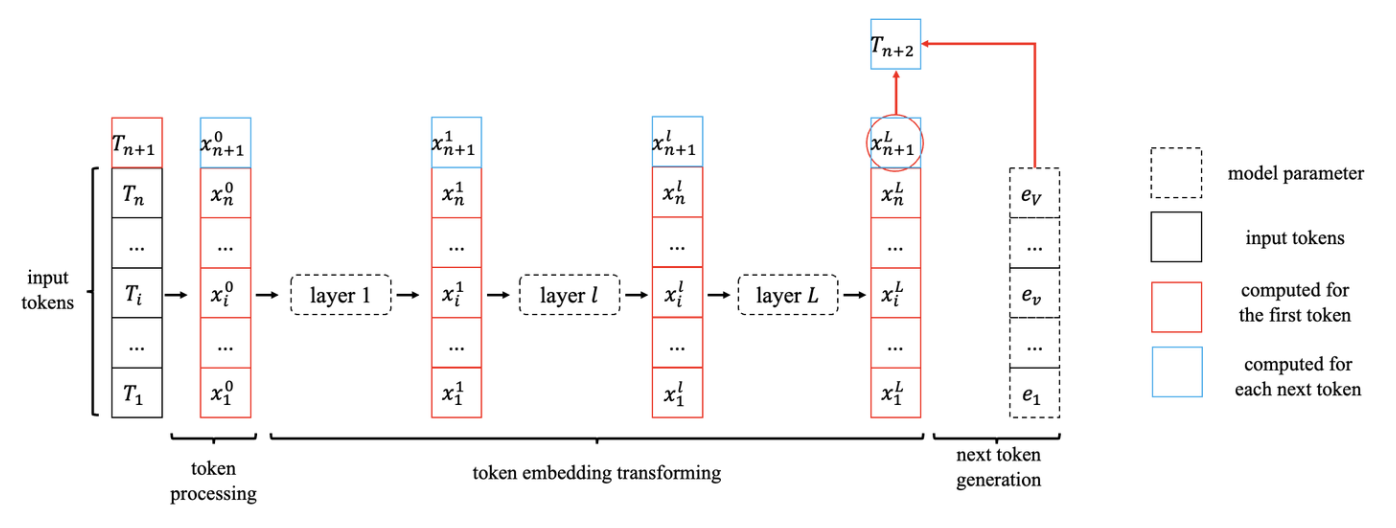 $T_{n+2}$
$T_{n+1}$ $x_{n+1}^{0}$ $x_{n+1}^{1}$ $x_{n+1}^{l}$ $x_{n+1}^{L}$
$T_n$ $x_n^{0}$ $x_n^{1}$ $x_n^{l}$ $x_n^{L}$ $e_V$
... ... ... ... ... ...
input
tokens
$T_i$ $x_i^{0}$ layer 1 $x_i^{1}$ layer $l$ $x_i^{l}$ layer $L$ $x_i^{L}$ $e_v$
... ... ... ... ... ...
$T_1$ $x_1^{0}$ $x_1^{1}$ $x_1^{l}$ $x_1^{L}$ $e_1$
token
processing
token embedding transforming
next token
generation
model parameter
input tokens
computed for
the first token
computed for
each next token